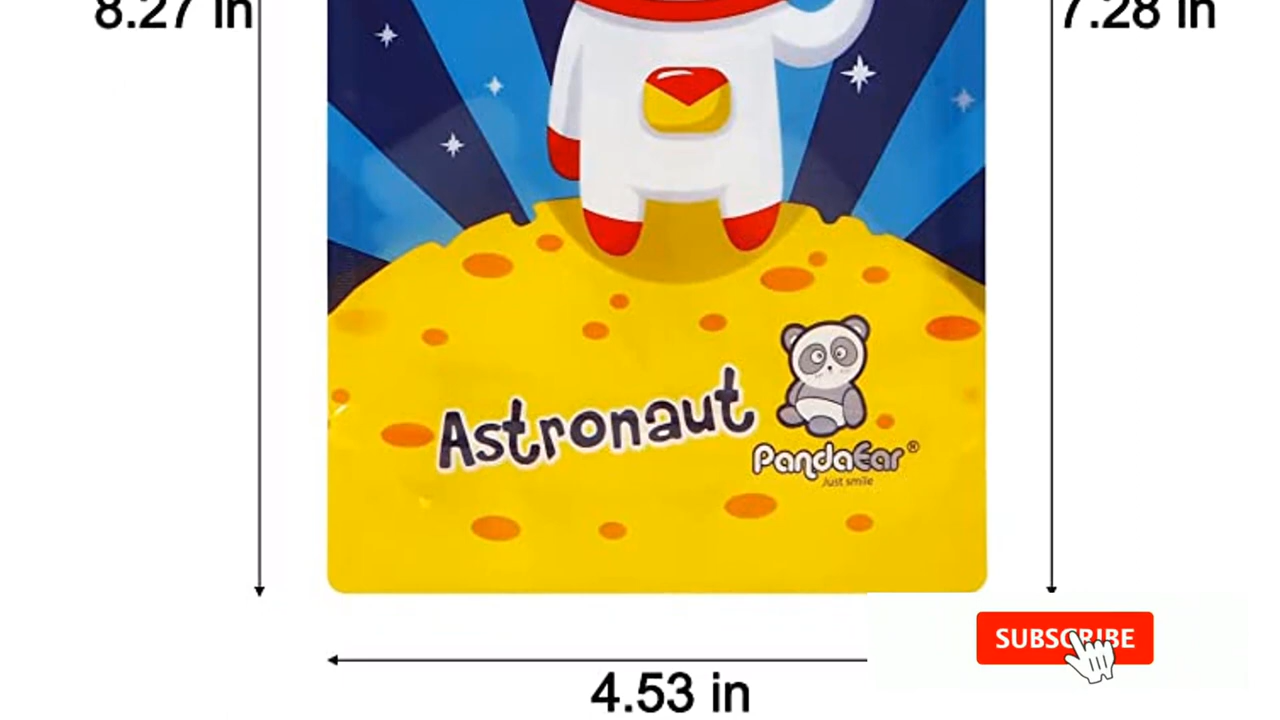 8.27 in
7.28 in
Astronaut
PandaEar®
Just smile
SUBSCRIBE
4.53 in